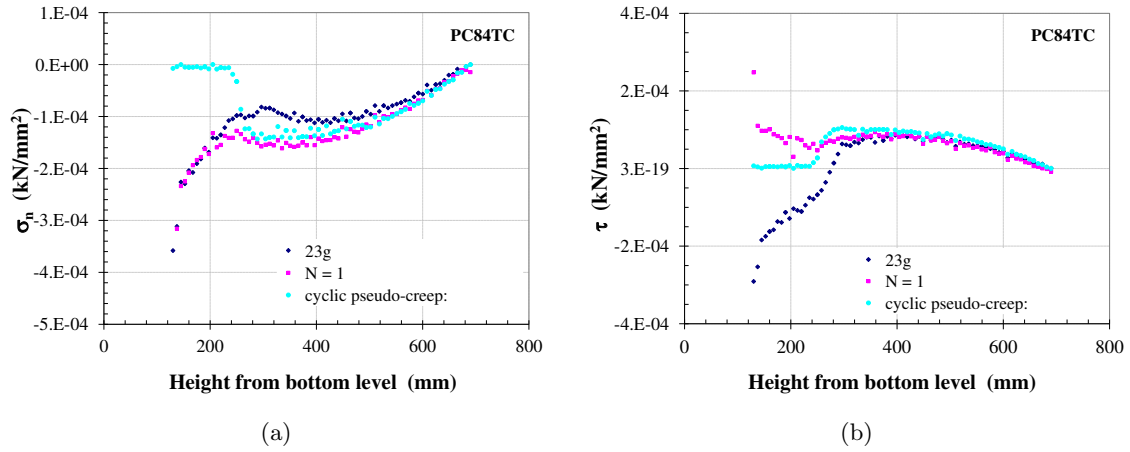 1.E-04
0.E+00
-1.E-04
-2.E-04
-3.E-04
-4.E-04
-5.E-04
0 200 400 600 800
σn (kN/mm²)
Height from bottom level (mm)
PC84TC
23g
N = 1
cyclic pseudo-creep:
(a)
4.E-04
2.E-04
3.E-19
-2.E-04
-4.E-04
0 200 400 600 800
τ (kN/mm²)
Height from bottom level (mm)
PC84TC
23g
N = 1
cyclic pseudo-creep:
(b)